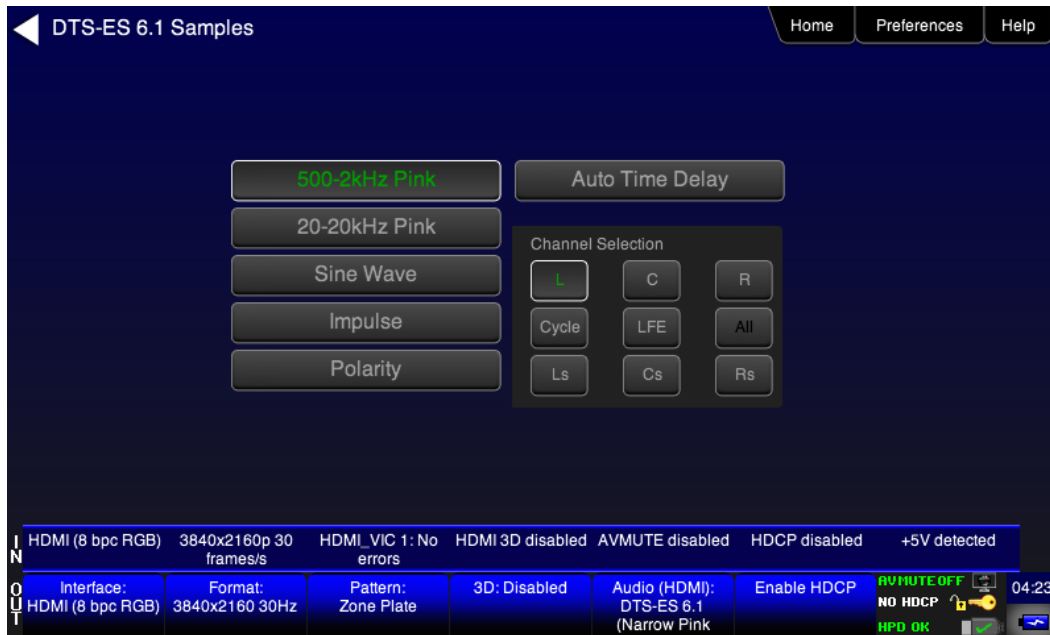 DTS-ES 6.1 Samples
Home
Preferences
Help
500-2kHz Pink
Auto Time Delay
20-20kHz Pink
Channel Selection
Sine Wave
L
C
R
Impulse
Cycle
LFE
All
Polarity
Ls
Cs
Rs
IN
HDMI (8 bpc RGB)
3840x2160p 30
frames/s
HDMI_VIC 1: No
errors
HDMI 3D disabled
AVMUTE disabled
HDCP disabled
+5V detected
OUT
Interface:
HDMI (8 bpc RGB)
Format:
3840x2160 30Hz
Pattern:
Zone Plate
3D: Disabled
Audio (HDMI):
DTS-ES 6.1
(Narrow Pink
Enable HDCP
AVMUTEOFF
NO HDCP
HPD OK
04:23